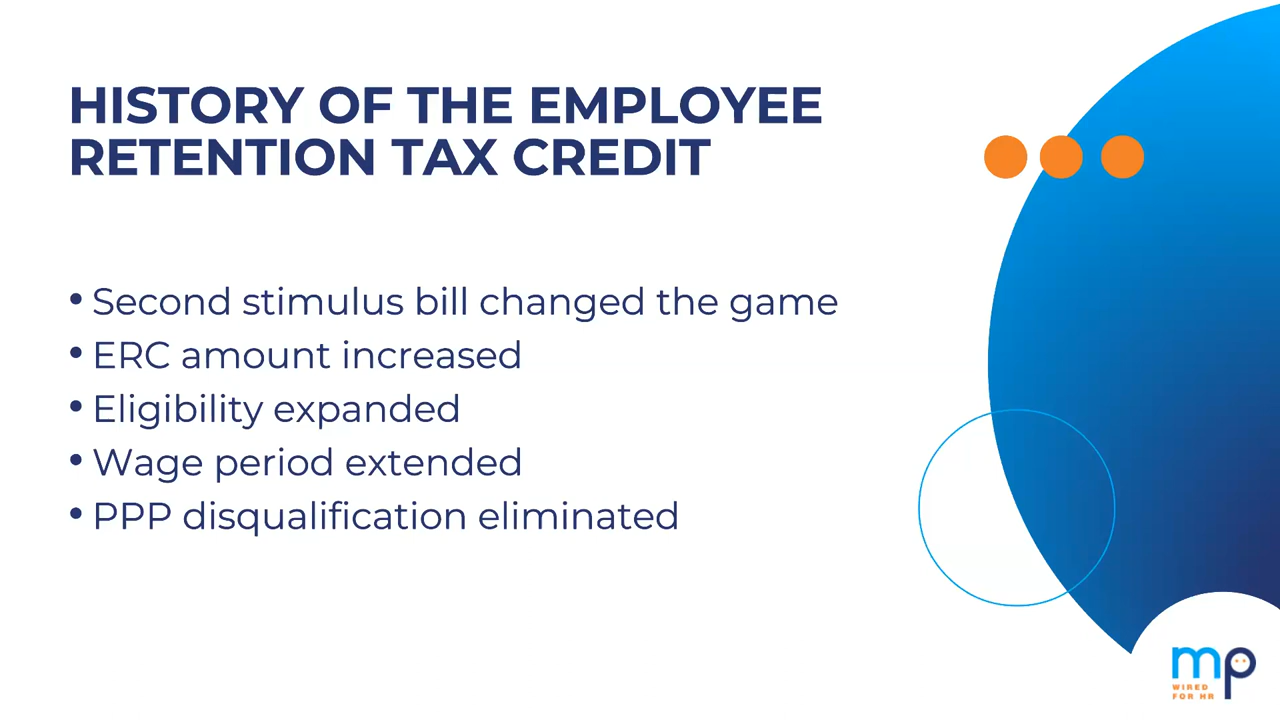 HISTORY OF THE EMPLOYEE
RETENTION TAX CREDIT
• Second stimulus bill changed the game
• ERC amount increased
• Eligibility expanded
• Wage period extended
• PPP disqualification eliminated
mp
WIRED
FOR HR